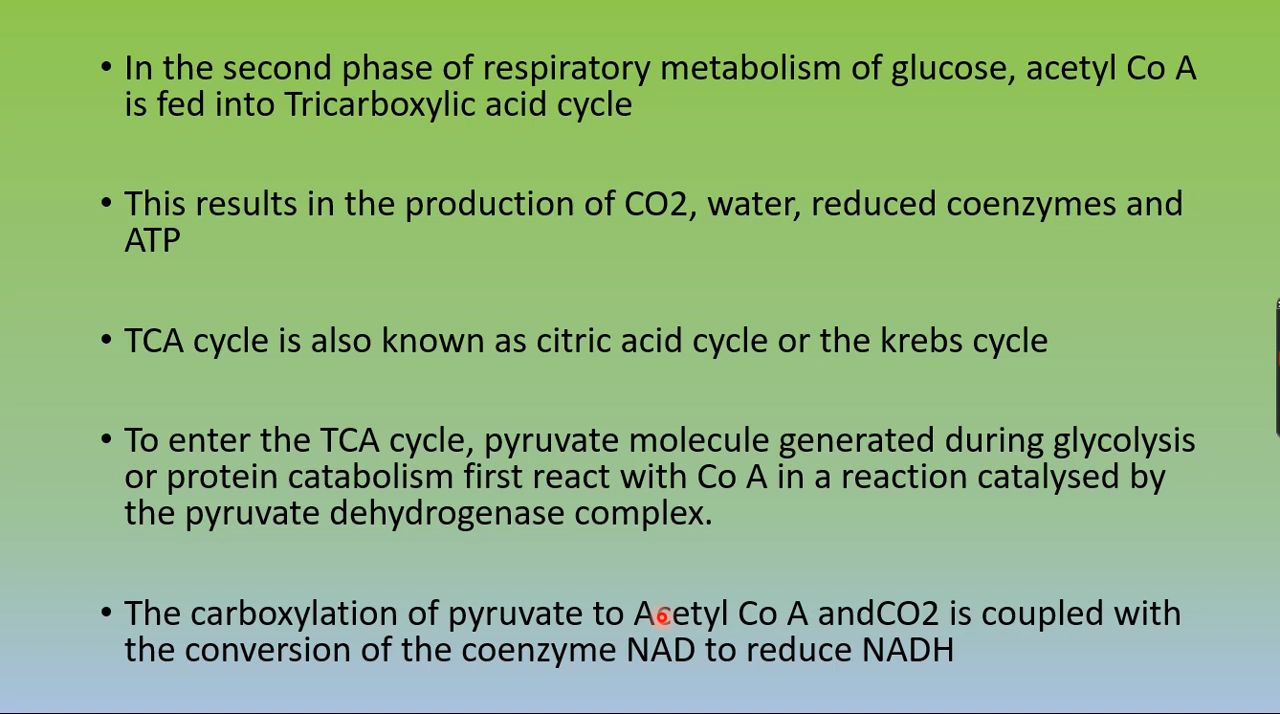 • In the second phase of respiratory metabolism of glucose, acetyl Co A
is fed into Tricarboxylic acid cycle
• This results in the production of CO2, water, reduced coenzymes and
ATP
• TCA cycle is also known as citric acid cycle or the krebs cycle
• To enter the TCA cycle, pyruvate molecule generated during glycolysis
or protein catabolism first react with Co A in a reaction catalysed by
the pyruvate dehydrogenase complex.
• The carboxylation of pyruvate to Acetyl Co A andCO2 is coupled with
the conversion of the coenzyme NAD to reduce NADH